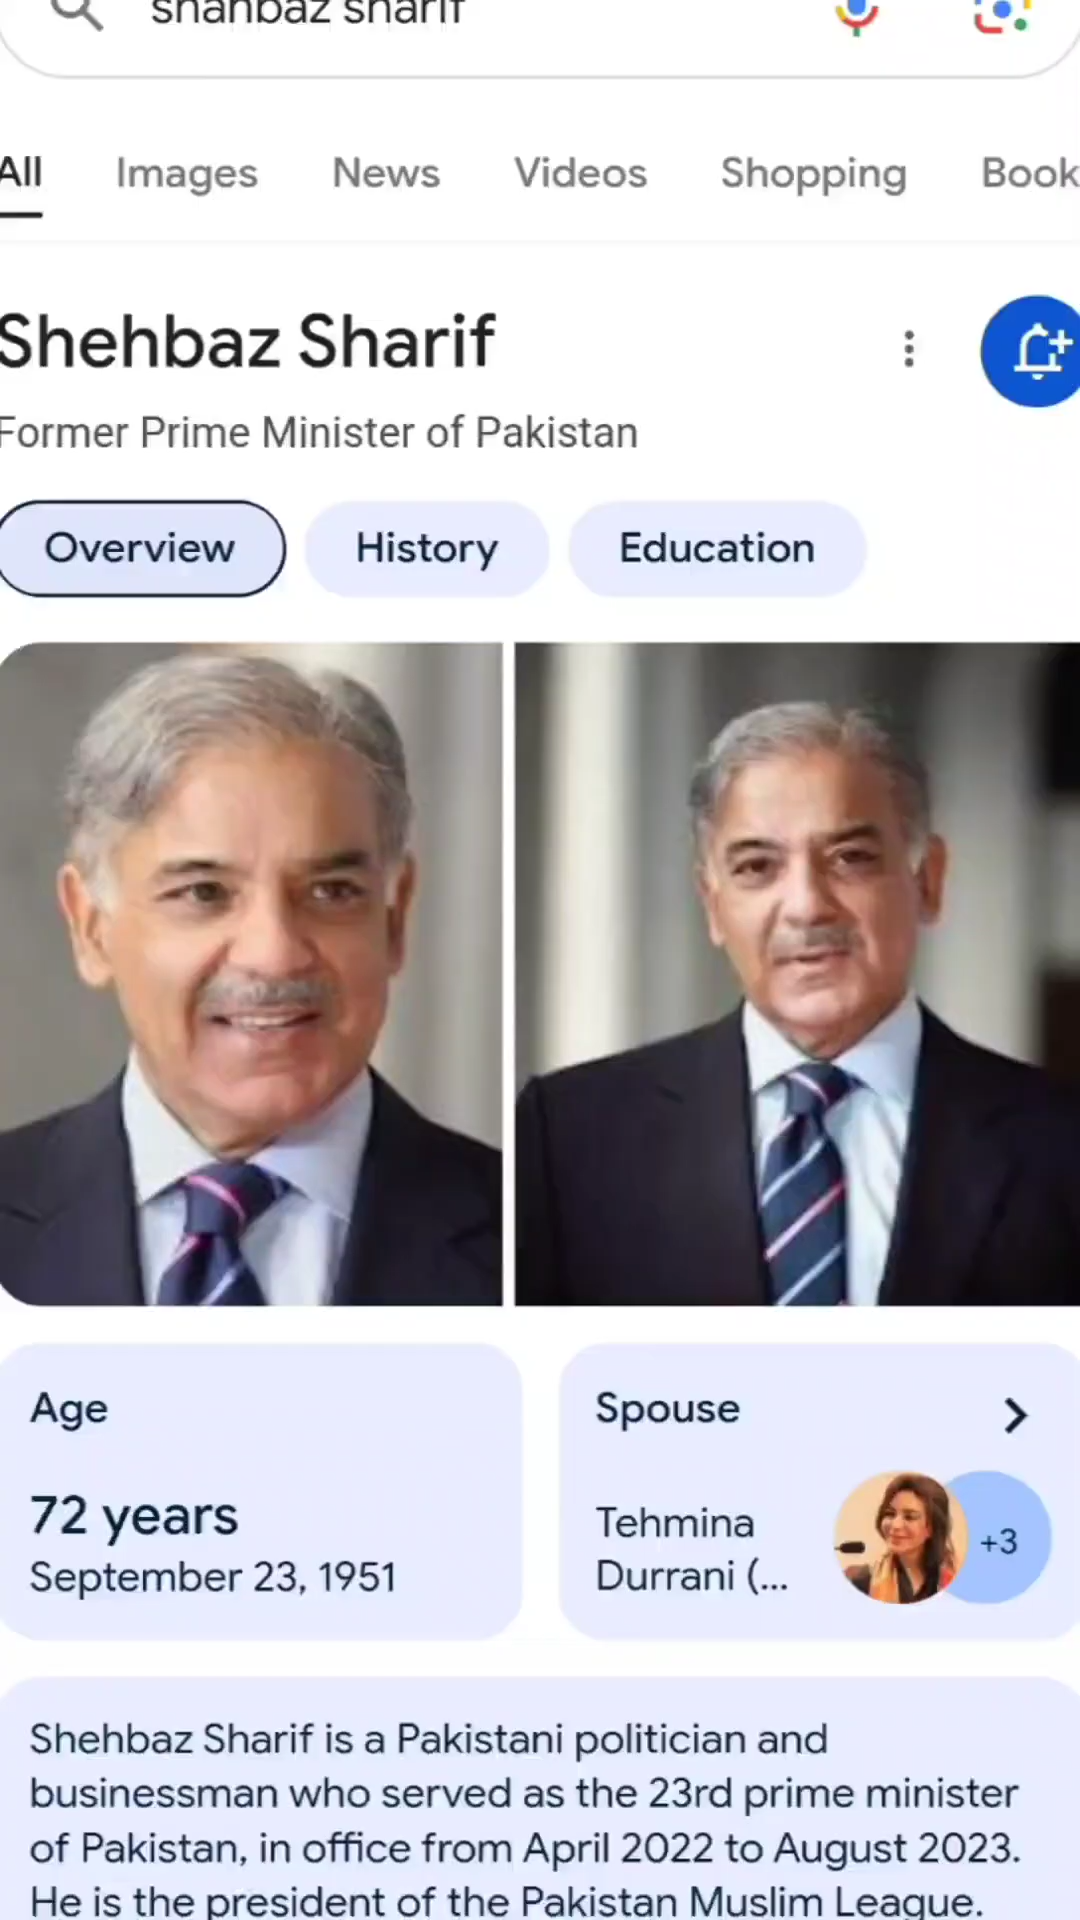 shahbaz sharif
All Images News Videos Shopping Book
Shehbaz Sharif
Former Prime Minister of Pakistan
Overview History Education
Age
72 years
September 23, 1951
Spouse
Tehmina
Durrani (...
+3
Shehbaz Sharif is a Pakistani politician and
businessman who served as the 23rd prime minister
of Pakistan, in office from April 2022 to August 2023.
He is the president of the Pakistan Muslim League.